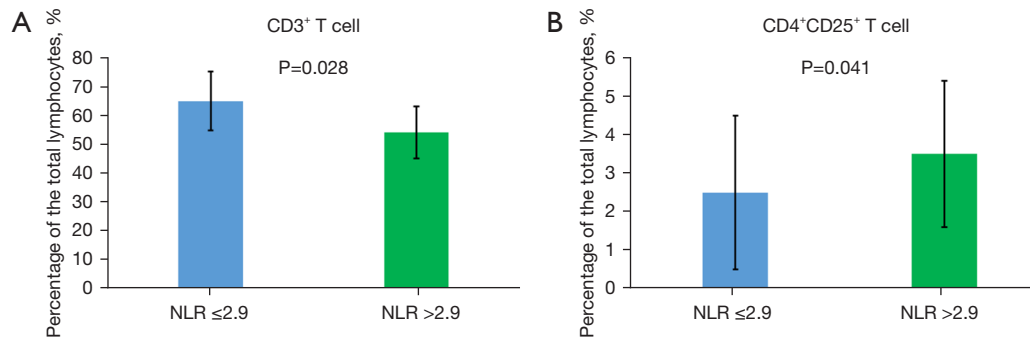 A
CD3⁺ T cell
P=0.028
Percentage of the total lymphocytes, %
80
70
60
50
40
30
20
10
0
NLR ≤2.9
NLR >2.9
B
CD4⁺CD25⁺ T cell
P=0.041
Percentage of the total lymphocytes, %
6
5
4
3
2
1
0
NLR ≤2.9
NLR >2.9